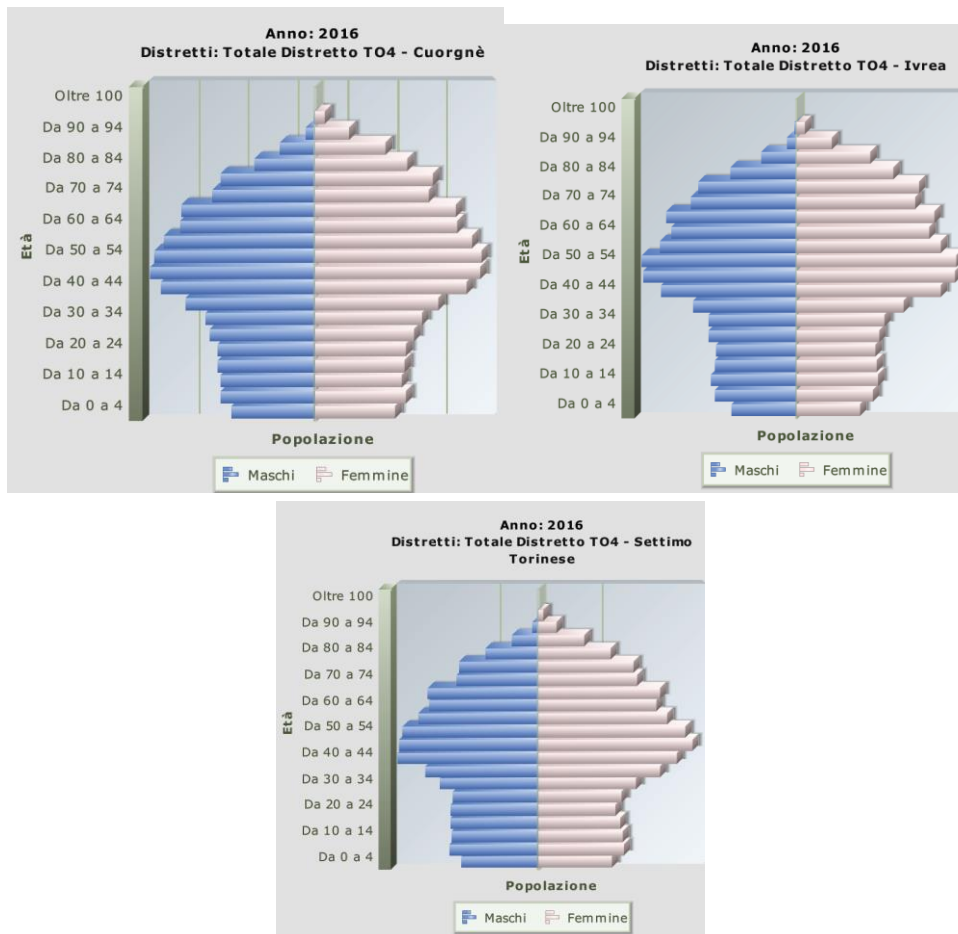 Anno: 2016
Distretti: Totale Distretto TO4 - Cuorgnè
Oltre 100
Da 90 a 94
Da 80 a 84
Da 70 a 74
Da 60 a 64
Da 50 a 54
Da 40 a 44
Da 30 a 34
Da 20 a 24
Da 10 a 14
Da 0 a 4
Età
Popolazione
Maschi Femmine
Anno: 2016
Distretti: Totale Distretto TO4 - Ivrea
Oltre 100
Da 90 a 94
Da 80 a 84
Da 70 a 74
Da 60 a 64
Da 50 a 54
Da 40 a 44
Da 30 a 34
Da 20 a 24
Da 10 a 14
Da 0 a 4
Età
Popolazione
Maschi Femmine
Anno: 2016
Distretti: Totale Distretto TO4 - Settimo
Torinese
Oltre 100
Da 90 a 94
Da 80 a 84
Da 70 a 74
Da 60 a 64
Da 50 a 54
Da 40 a 44
Da 30 a 34
Da 20 a 24
Da 10 a 14
Da 0 a 4
Età
Popolazione
Maschi Femmine